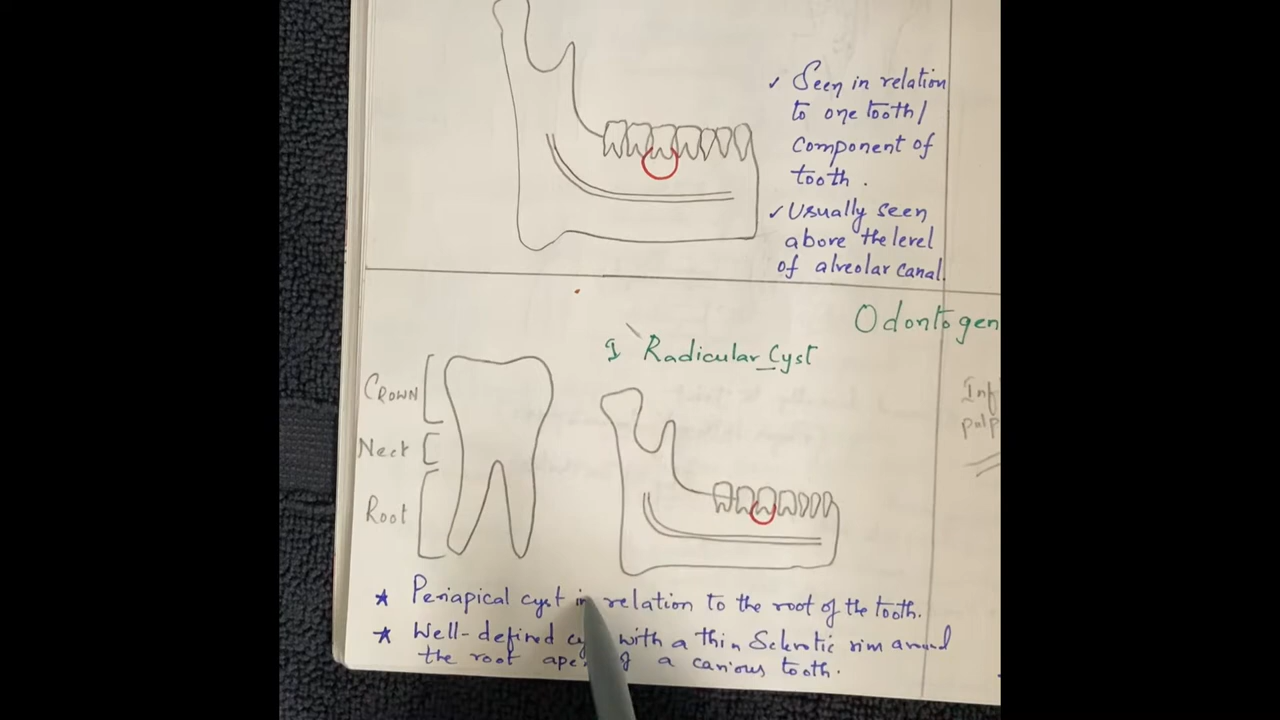 ✓ Seen in relation
to one tooth/
component of
tooth.
✓ Usually seen
above the level
of alveolar canal.
Odontogen
Radicular Cyst
CROWN
Neck
Root
Inf
pulp
★ Periapical cyst in relation to the root of the tooth.
★ Well-defined with a thin Sclerotic rim around
the root a carious tooth.